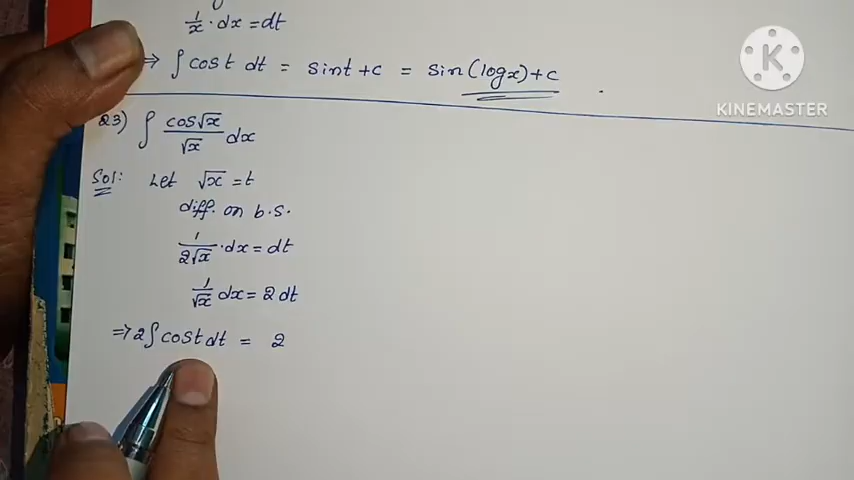 1/x · dx = dt
⇒ ∫ cos t dt = sin t + c = sin (log x) + c
23) ∫ cos√x/√x dx
Sol: Let √x = t
diff. on b.s.
1/2√x · dx = dt
1/√x dx = 2 dt
⇒ 2 ∫ cos t dt = 2
KINEMASTER